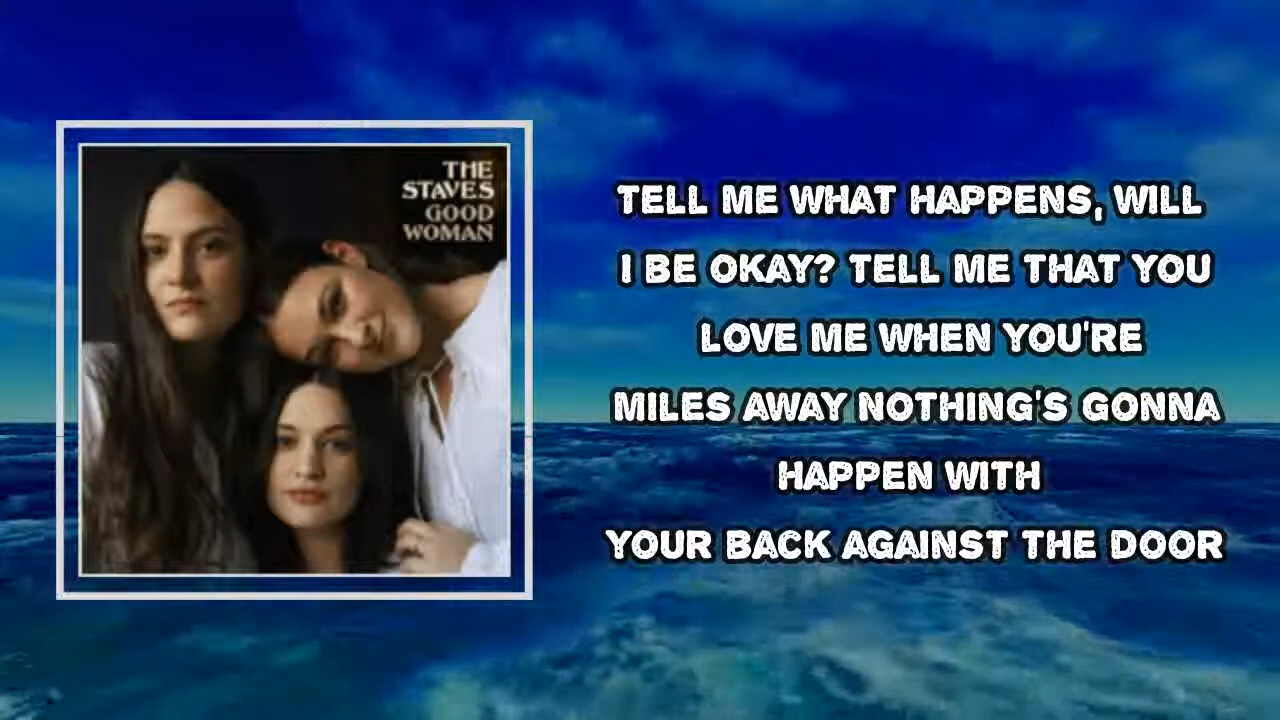 THE
STAVES
GOOD
WOMAN
TELL ME WHAT HAPPENS, WILL
I BE OKAY? TELL ME THAT YOU
LOVE ME WHEN YOU'RE
MILES AWAY NOTHING'S GONNA
HAPPEN WITH
YOUR BACK AGAINST THE DOOR